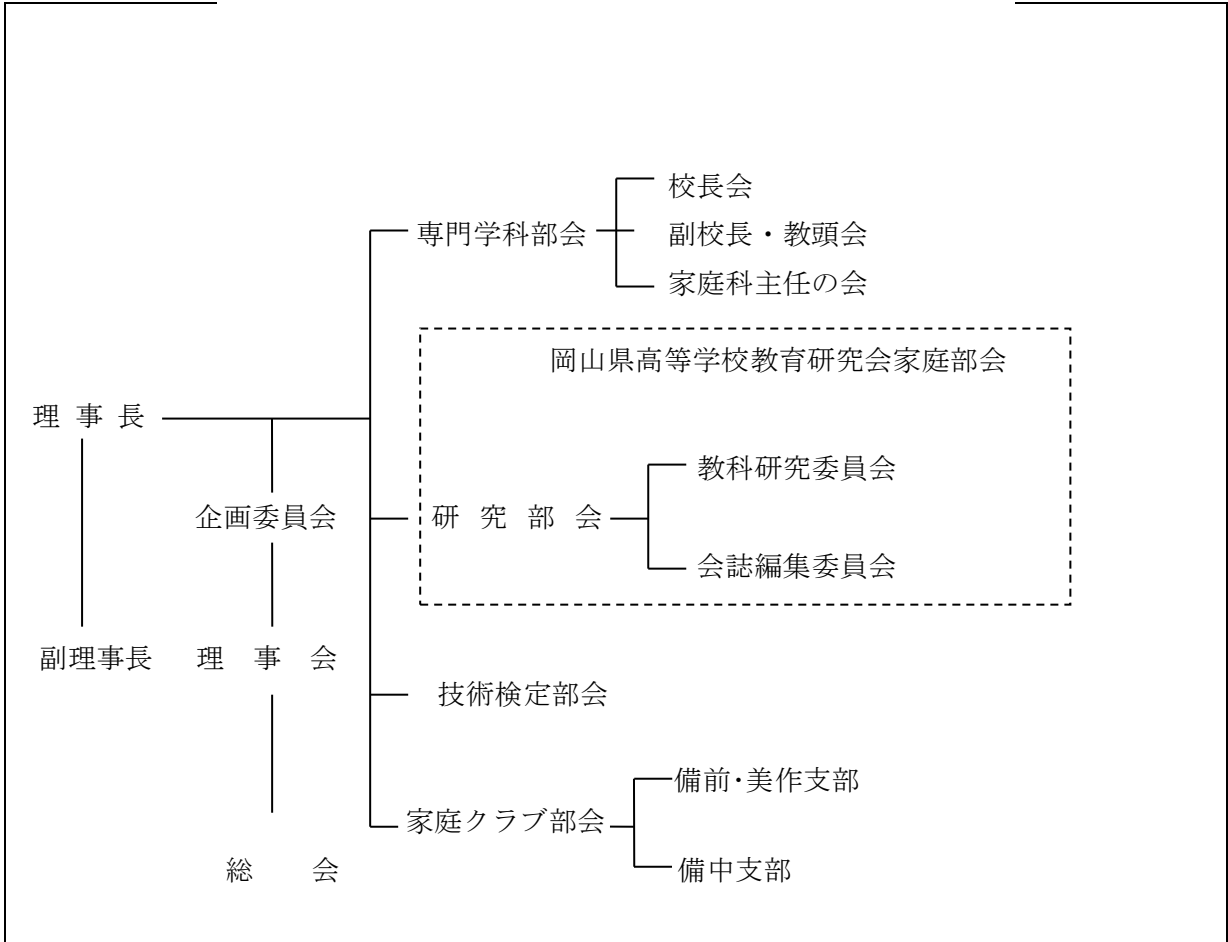 校長会
専門学科部会
副校長・教頭会
家庭科主任の会
岡山県高等学校教育研究会家庭部会
理 事 長
教科研究委員会
企画委員会
研 究 部 会
会誌編集委員会
副理事長
理 事 会
技術検定部会
備前･美作支部
家庭クラブ部会
総 会
備中支部